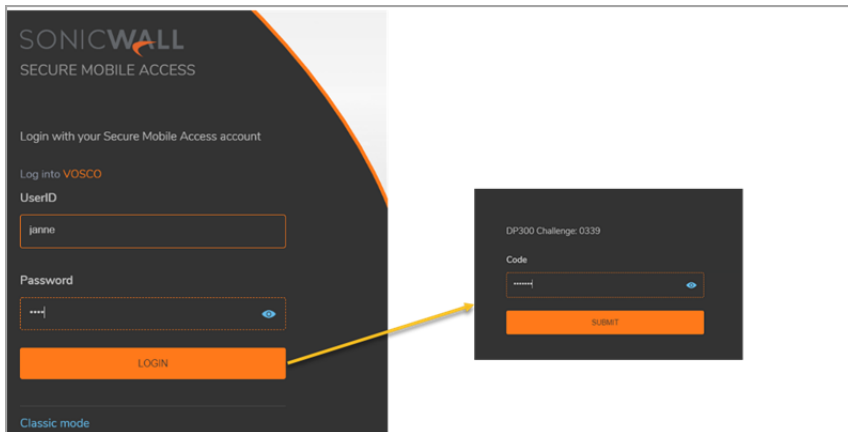 SONICWALL
SECURE MOBILE ACCESS
Login with your Secure Mobile Access account
Log into VOSCO
UserID
janne
Password
••••
LOGIN
Classic mode
DP300 Challenge: 0339
Code
•••••••
SUBMIT